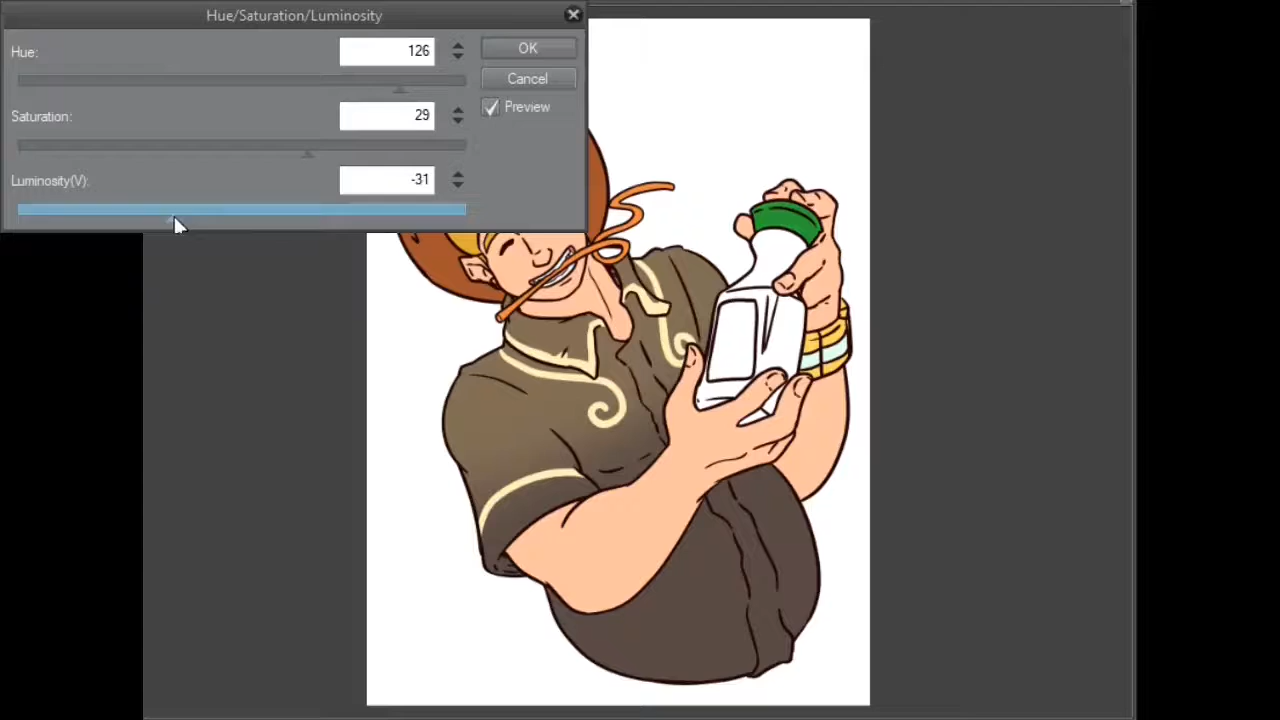 Hue/Saturation/Luminosity
Hue: 126 OK
Cancel
Preview
Saturation: 29
Luminosity(V): -31